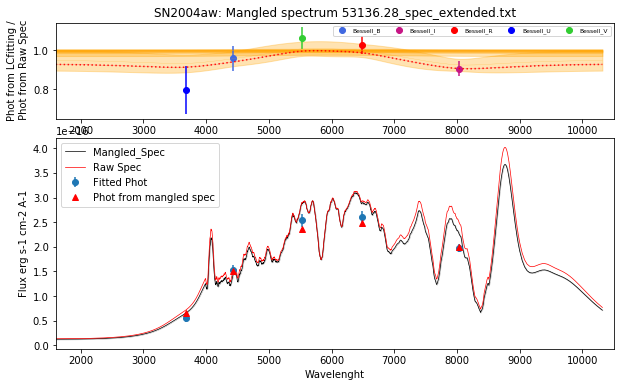 SN2004aw: Mangled spectrum 53136.28_spec_extended.txt
Phot from LCfitting /
Phot from Raw Spec
1.0
0.8
Bessell_B
Bessell_I
Bessell_R
Bessell_U
Bessell_V
2000 3000 4000 5000 6000 7000 8000 9000 10000
1e−16
Flux erg s-1 cm-2 A-1
4.0
3.5
3.0
2.5
2.0
1.5
1.0
0.5
0.0
Mangled_Spec
Raw Spec
Fitted Phot
Phot from mangled spec
2000 3000 4000 5000 6000 7000 8000 9000 10000
Wavelenght